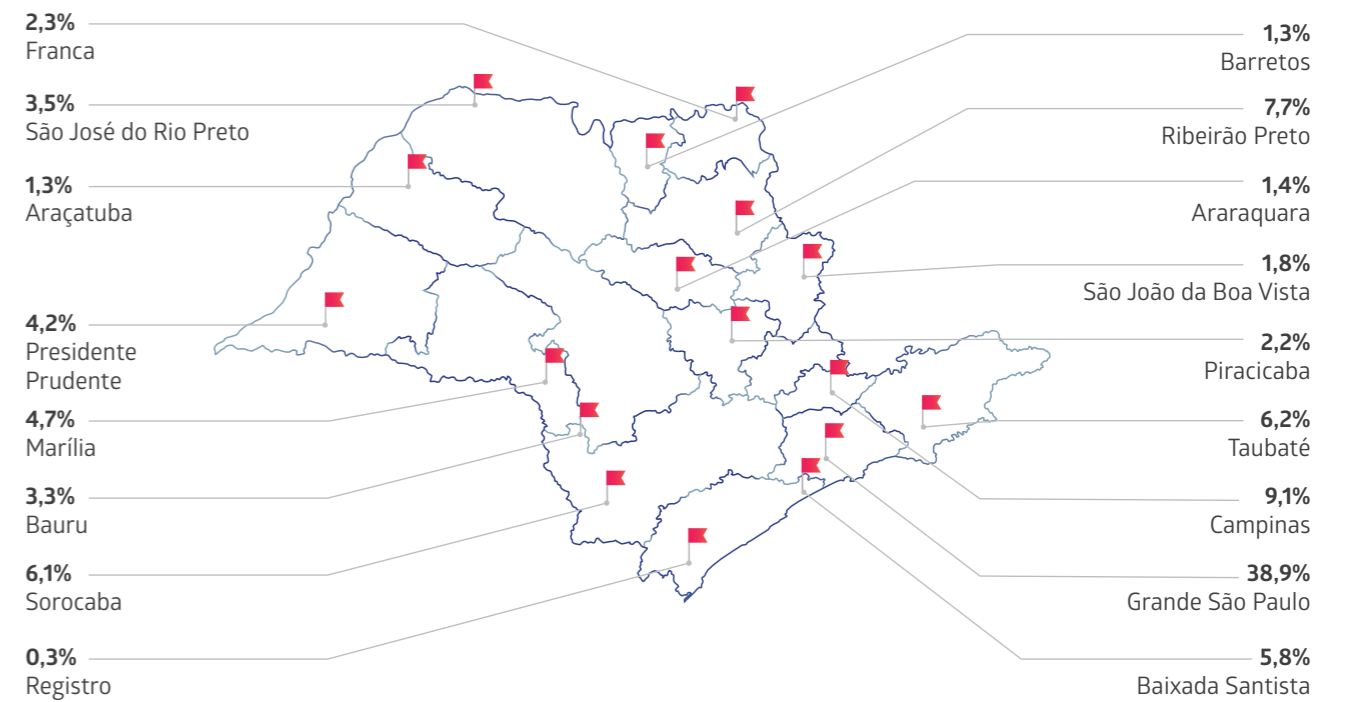 2,3%
Franca
3,5%
São José do Rio Preto
1,3%
Araçatuba
4,2%
Presidente
Prudente
4,7%
Marília
3,3%
Bauru
6,1%
Sorocaba
0,3%
Registro
1,3%
Barretos
7,7%
Ribeirão Preto
1,4%
Araraquara
1,8%
São João da Boa Vista
2,2%
Piracicaba
6,2%
Taubaté
9,1%
Campinas
38,9%
Grande São Paulo
5,8%
Baixada Santista